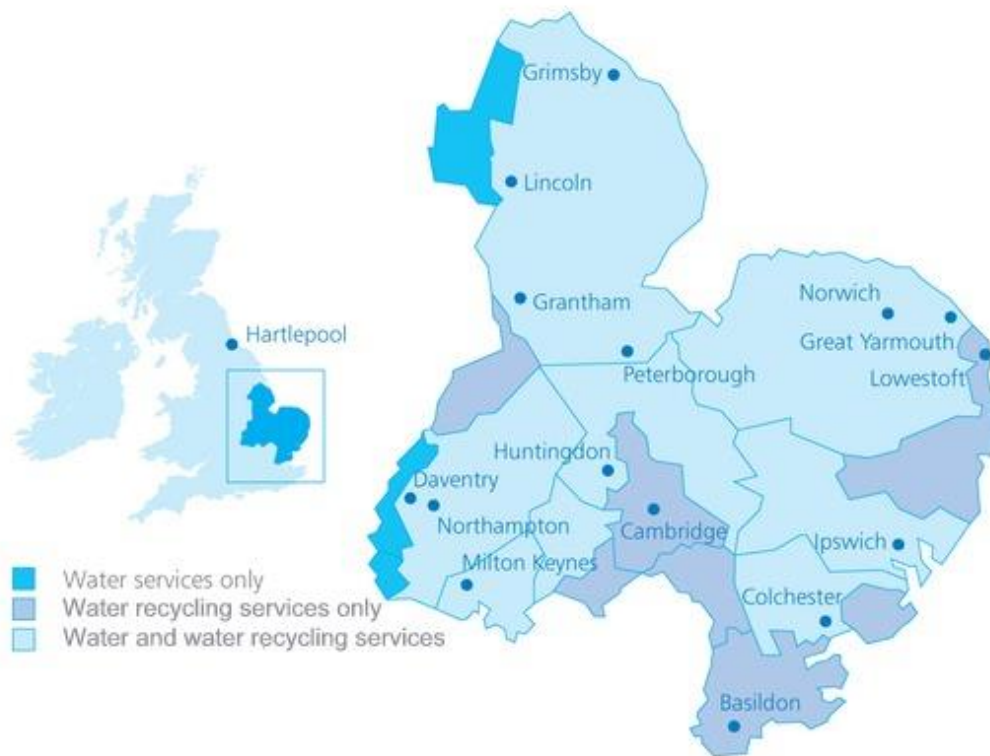 Grimsby
Lincoln
Hartlepool
Grantham
Norwich
Great Yarmouth
Lowestoft
Peterborough
Huntingdon
Daventry
Northampton
Cambridge
Milton Keynes
Ipswich
Colchester
Basildon
Water services only
Water recycling services only
Water and water recycling services